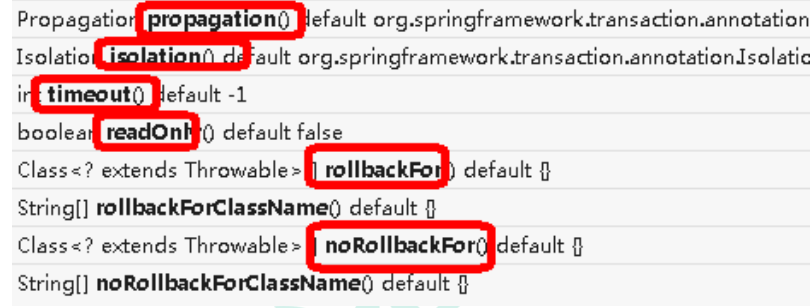 Propagation propagation() default org.springframework.transaction.annotation
Isolation isolation() default org.springframework.transaction.annotation.Isolatio
int timeout() default -1
boolean readOnly() default false
Class<? extends Throwable>[] rollbackFor() default {}
String[] rollbackForClassName() default {}
Class<? extends Throwable>[] noRollbackFor() default {}
String[] noRollbackForClassName() default {}